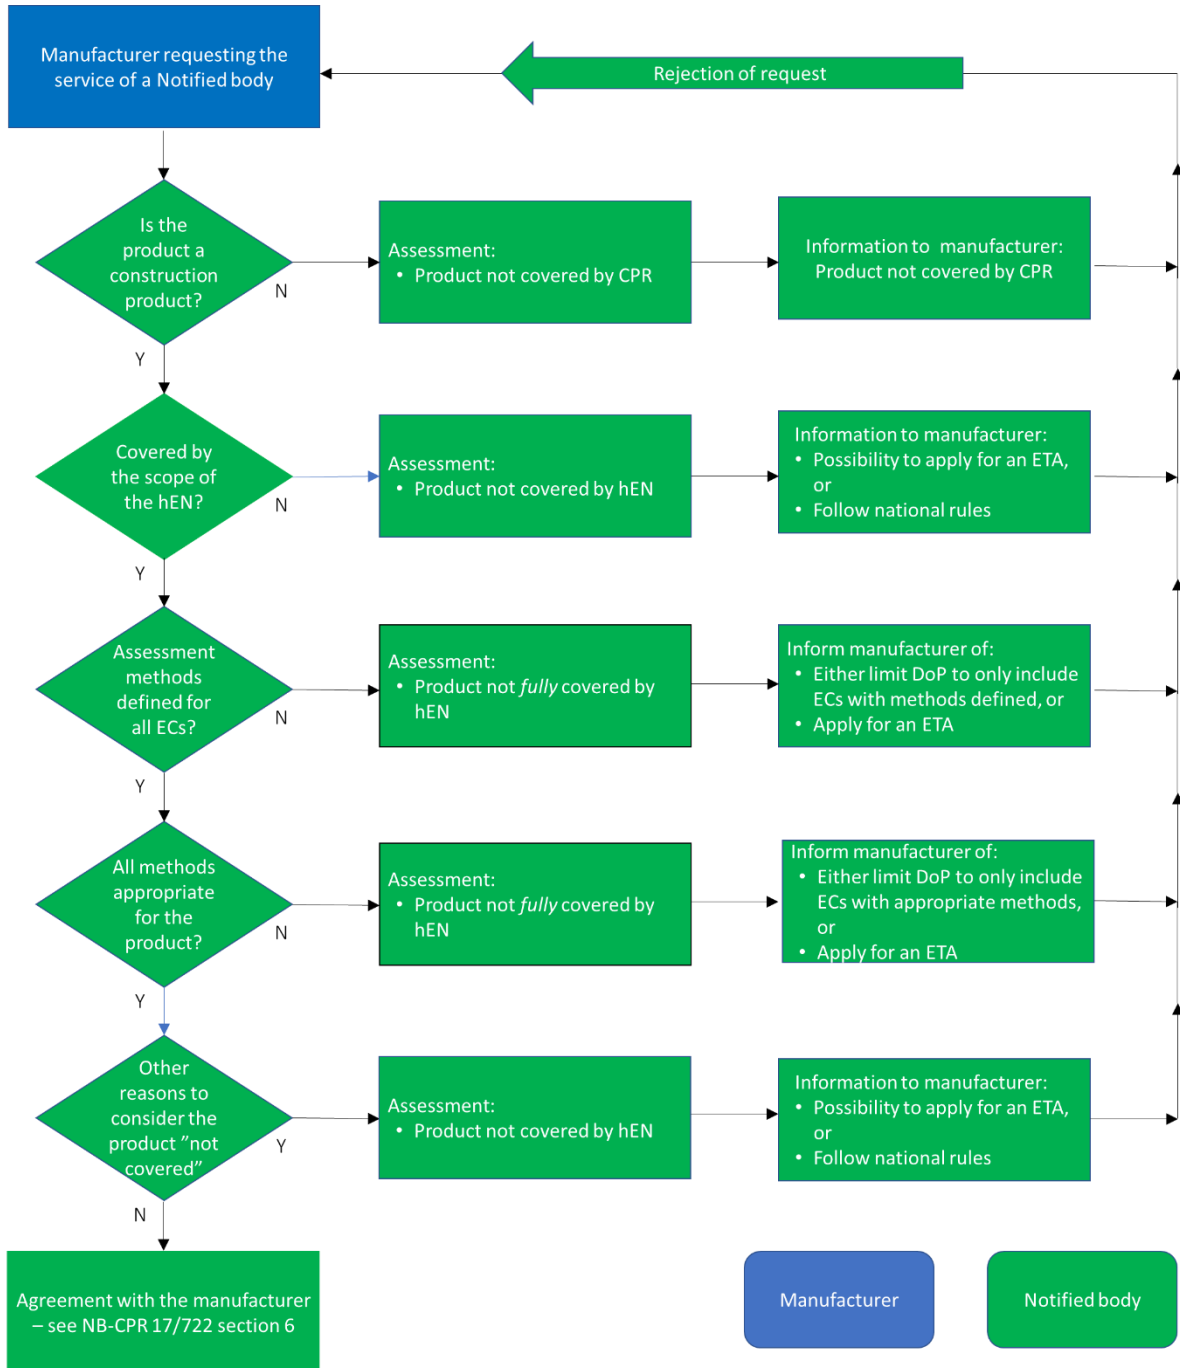 Manufacturer requesting the
service of a Notified body
Rejection of request
Is the
product a
construction
product?
N
Y
Assessment:
• Product not covered by CPR
Information to manufacturer:
Product not covered by CPR
Covered by
the scope of
the hEN?
N
Y
Assessment:
• Product not covered by hEN
Information to manufacturer:
• Possibility to apply for an ETA,
or
• Follow national rules
Assessment
methods
defined for
all ECs?
N
Y
Assessment:
• Product not fully covered by
hEN
Inform manufacturer of:
• Either limit DoP to only include
ECs with methods defined, or
• Apply for an ETA
All methods
appropriate
for the
product?
N
Y
Assessment:
• Product not fully covered by
hEN
Inform manufacturer of:
• Either limit DoP to only include
ECs with appropriate methods,
or
• Apply for an ETA
Other
reasons to
consider the
product ”not
covered”
Y
N
Assessment:
• Product not covered by hEN
Information to manufacturer:
• Possibility to apply for an ETA,
or
• Follow national rules
Agreement with the manufacturer
– see NB-CPR 17/722 section 6
Manufacturer
Notified body